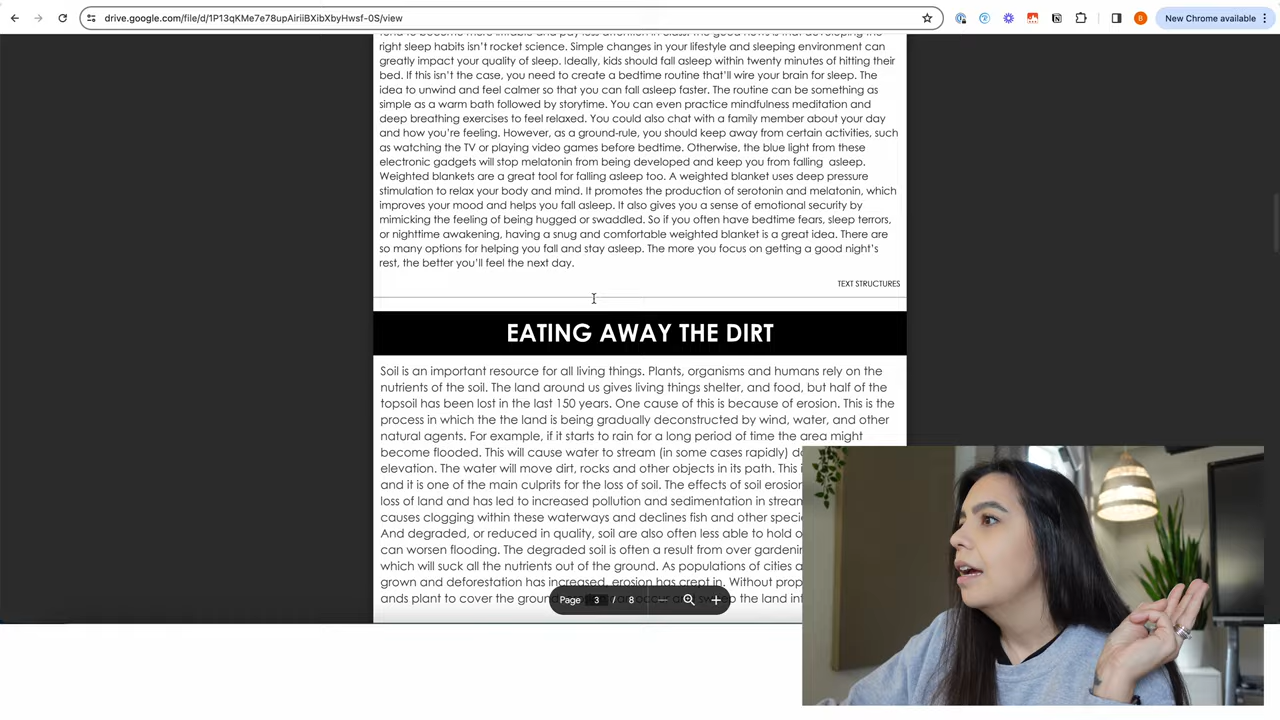 drive.google.com/file/d/1P13qKMe7e78upAiriiBXibXbyHwsf-0S/view
New Chrome available
right sleep habits isn't rocket science. Simple changes in your lifestyle and sleeping environment can
greatly impact your quality of sleep. Ideally, kids should fall asleep within twenty minutes of hitting their
bed. If this isn't the case, you need to create a bedtime routine that'll wire your brain for sleep. The
idea to unwind and feel calmer so that you can fall asleep faster. The routine can be something as
simple as a warm bath followed by storytime. You can even practice mindfulness meditation and
deep breathing exercises to feel relaxed. You could also chat with a family member about your day
and how you're feeling. However, as a ground-rule, you should keep away from certain activities, such
as watching the TV or playing video games before bedtime. Otherwise, the blue light from these
electronic gadgets will stop melatonin from being developed and keep you from falling asleep.
Weighted blankets are a great tool for falling asleep too. A weighted blanket uses deep pressure
stimulation to relax your body and mind. It promotes the production of serotonin and melatonin, which
improves your mood and helps you fall asleep. It also gives you a sense of emotional security by
mimicking the feeling of being hugged or swaddled. So if you often have bedtime fears, sleep terrors,
or nighttime awakening, having a snug and comfortable weighted blanket is a great idea. There are
so many options for helping you fall and stay asleep. The more you focus on getting a good night's
rest, the better you'll feel the next day.
TEXT STRUCTURES
EATING AWAY THE DIRT
Soil is an important resource for all living things. Plants, organisms and humans rely on the
nutrients of the soil. The land around us gives living things shelter, and food, but half of the
topsoil has been lost in the last 150 years. One cause of this is because of erosion. This is the
process in which the the land is being gradually deconstructed by wind, water, and other
natural agents. For example, if it starts to rain for a long period of time the area might
become flooded. This will cause water to stream (in some cases rapidly)
elevation. The water will move dirt, rocks and other objects in its path. This
and it is one of the main culprits for the loss of soil. The effects of soil
loss of land and has led to increased pollution and sedimentation in
causes clogging within these waterways and declines fish and other
And degraded, or reduced in quality, soil are also often less able to hold
can worsen flooding. The degraded soil is often a result from over
which will suck all the nutrients out of the ground. As populations of cities
grown and deforestation has increased, erosion has crept in. Without
ands plant to cover the the land
Page 3 / 8